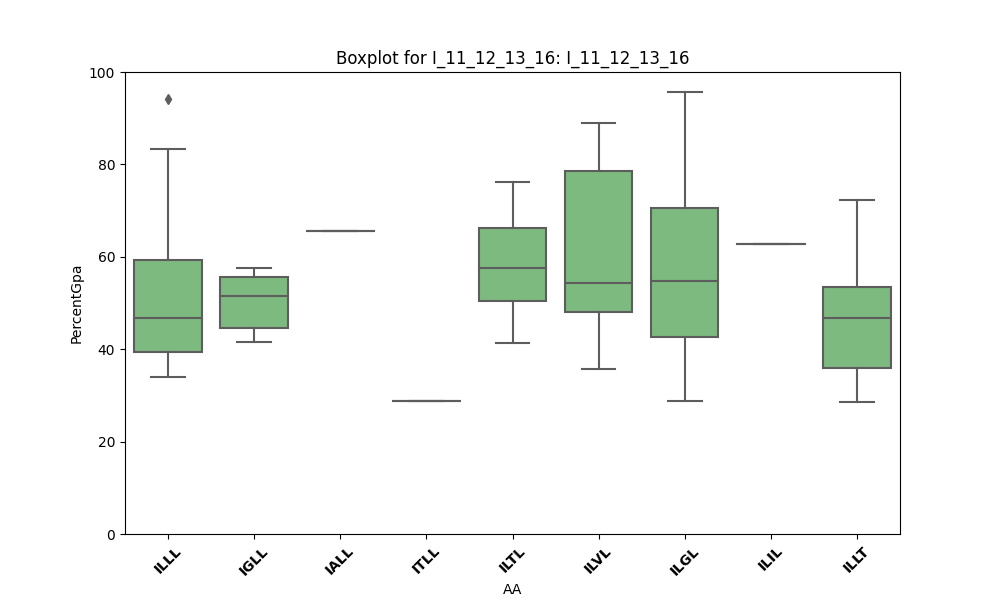 Boxplot for I_11_12_13_16: I_11_12_13_16
100
80
60
40
20
0
PercentGpa
ILLL
IGLL
IALL
ITLL
ILTL
ILVL
ILGL
ILIL
ILLT
AA